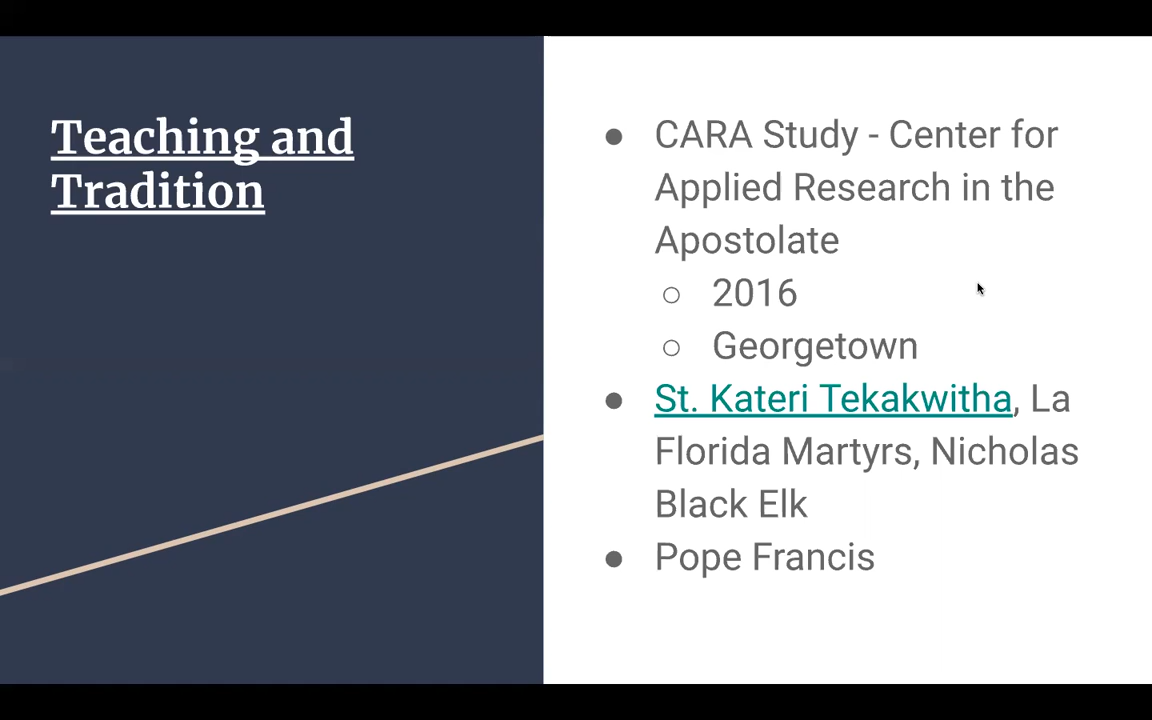 Teaching and
Tradition
● CARA Study - Center for
Applied Research in the
Apostolate
○ 2016
○ Georgetown
● St. Kateri Tekakwitha, La
Florida Martyrs, Nicholas
Black Elk
● Pope Francis